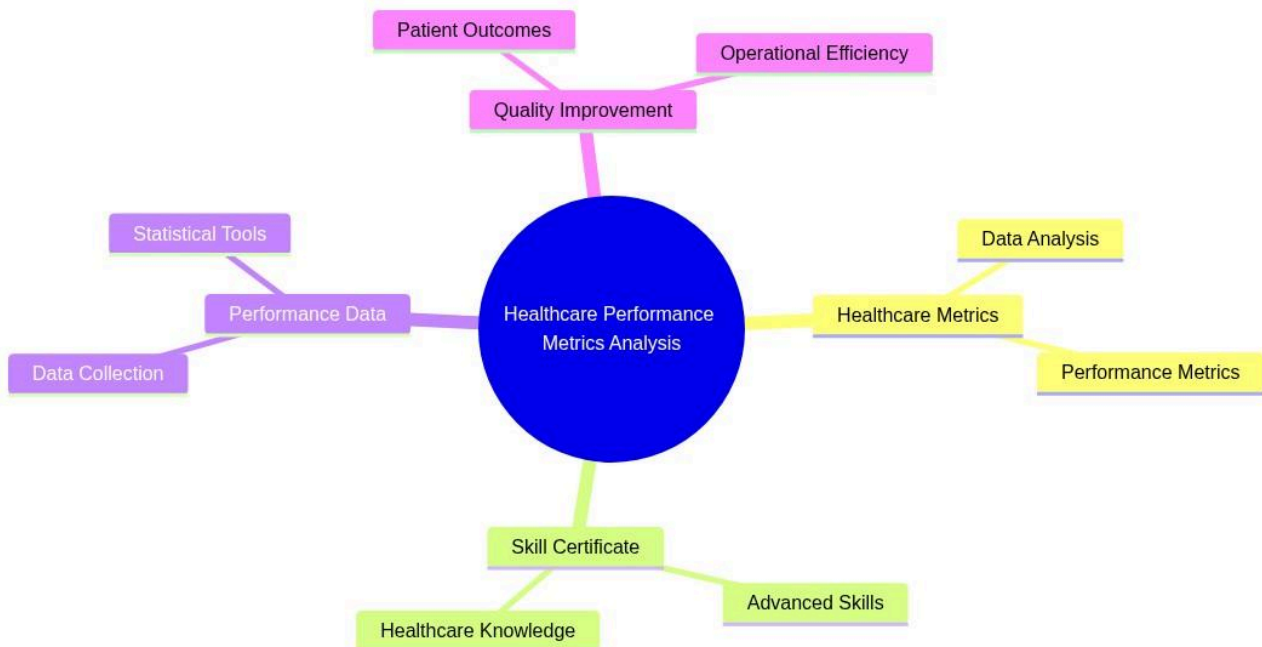 Patient Outcomes
Operational Efficiency
Quality Improvement
Statistical Tools
Data Analysis
Performance Data
Healthcare Performance
Metrics Analysis
Healthcare Metrics
Data Collection
Performance Metrics
Skill Certificate
Advanced Skills
Healthcare Knowledge